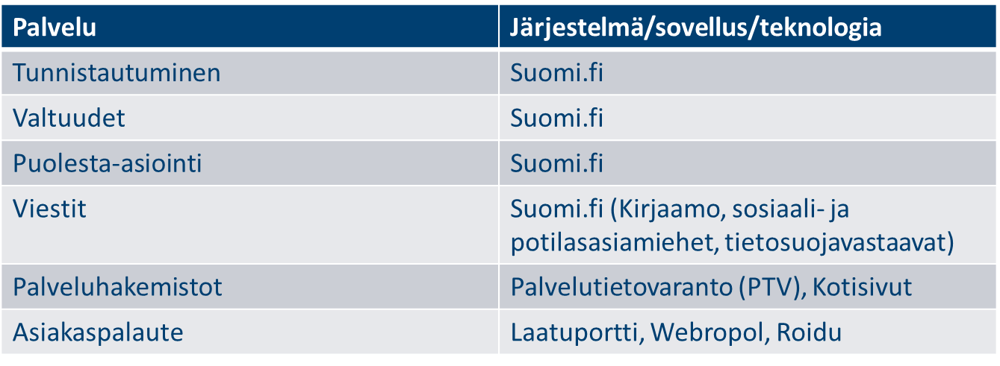 Palvelu Järjestelmä/sovellus/teknologia
Tunnistautuminen Suomi.fi
Valtuudet Suomi.fi
Puolesta-asiointi Suomi.fi
Viestit Suomi.fi (Kirjaamo, sosiaali- ja
potilasasiamiehet, tietosuojavastaavat)
Palveluhakemistot Palvelutietovaranto (PTV), Kotisivut
Asiakaspalaute Laatuportti, Webropol, Roidu